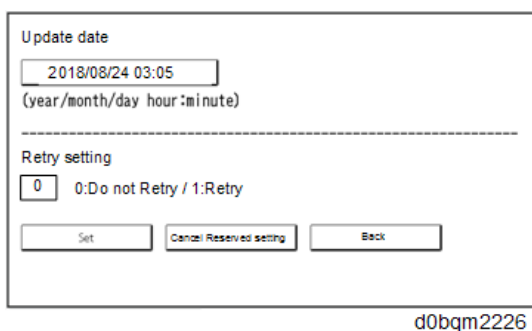 Update date
2018/08/24 03:05
(year/month/day hour:minute)
Retry setting
0 0:Do not Retry / 1:Retry
Set Cancel Reserved setting Back
d0bqm2226